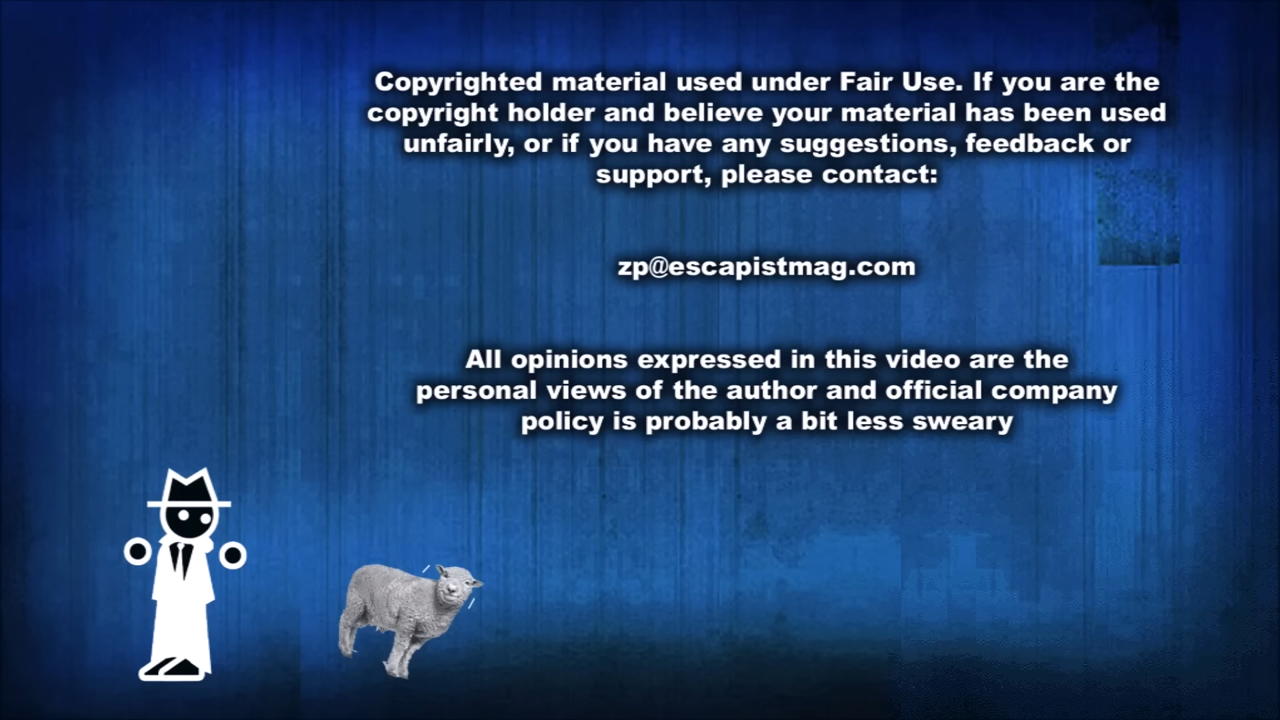 Copyrighted material used under Fair Use. If you are the
copyright holder and believe your material has been used
unfairly, or if you have any suggestions, feedback or
support, please contact:
zp@escapistmag.com
All opinions expressed in this video are the
personal views of the author and official company
policy is probably a bit less sweary